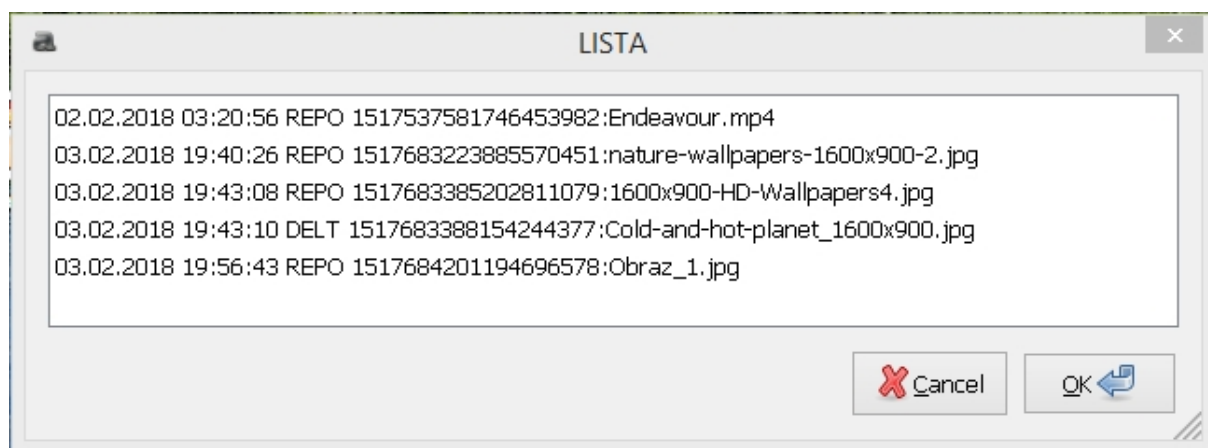 LISTA
02.02.2018 03:20:56 REPO 1517537581746453982:Endeavour.mp4
03.02.2018 19:40:26 REPO 1517683223885570451:nature-wallpapers-1600x900-2.jpg
03.02.2018 19:43:08 REPO 1517683385202811079:1600x900-HD-Wallpapers4.jpg
03.02.2018 19:43:10 DELT 1517683388154244377:Cold-and-hot-planet_1600x900.jpg
03.02.2018 19:56:43 REPO 1517684201194696578:Obraz_1.jpg
Cancel OK